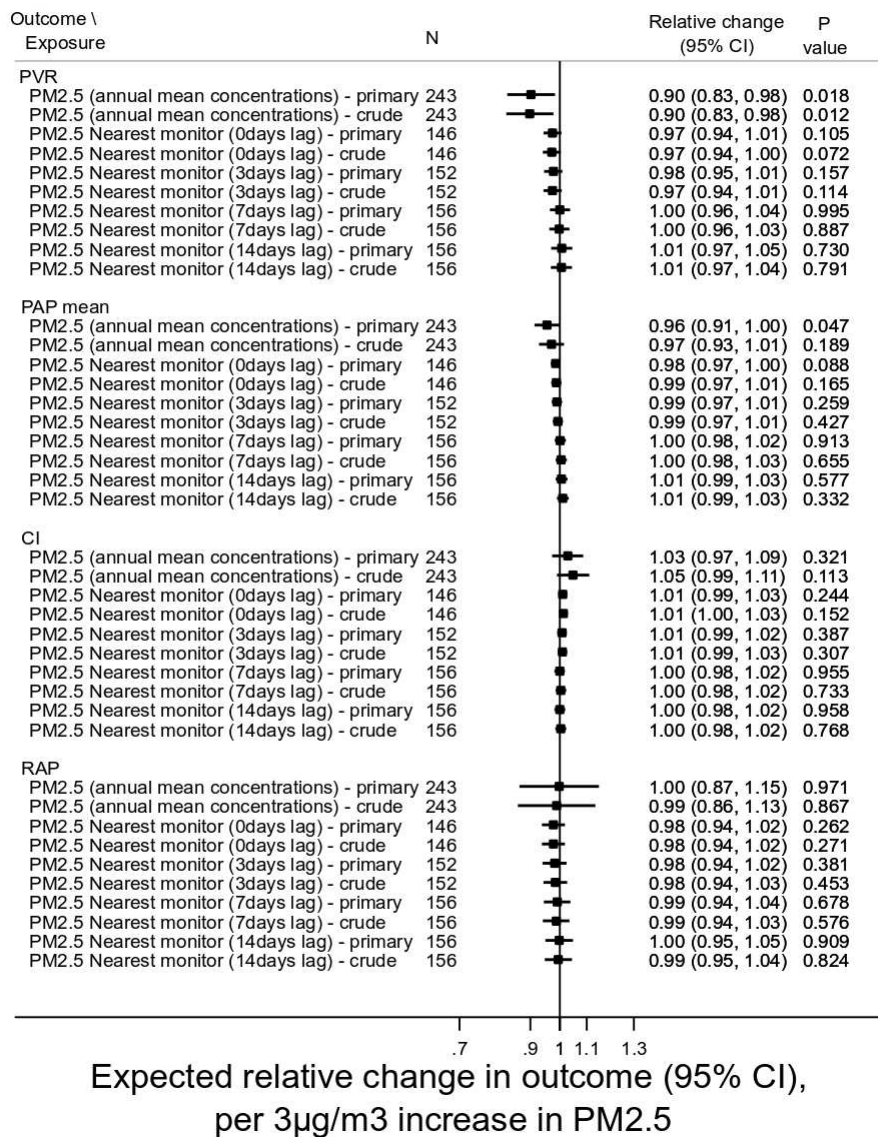 Outcome \ Exposure N Relative change (95% CI) P value
PVR
PM2.5 (annual mean concentrations) - primary 243 0.90 (0.83, 0.98) 0.018
PM2.5 (annual mean concentrations) - crude 243 0.90 (0.83, 0.98) 0.012
PM2.5 Nearest monitor (0days lag) - primary 146 0.97 (0.94, 1.01) 0.105
PM2.5 Nearest monitor (0days lag) - crude 146 0.97 (0.94, 1.00) 0.072
PM2.5 Nearest monitor (3days lag) - primary 152 0.98 (0.95, 1.01) 0.157
PM2.5 Nearest monitor (3days lag) - crude 152 0.97 (0.94, 1.01) 0.114
PM2.5 Nearest monitor (7days lag) - primary 156 1.00 (0.96, 1.04) 0.995
PM2.5 Nearest monitor (7days lag) - crude 156 1.00 (0.96, 1.03) 0.887
PM2.5 Nearest monitor (14days lag) - primary 156 1.01 (0.97, 1.05) 0.730
PM2.5 Nearest monitor (14days lag) - crude 156 1.01 (0.97, 1.04) 0.791
PAP mean
PM2.5 (annual mean concentrations) - primary 243 0.96 (0.91, 1.00) 0.047
PM2.5 (annual mean concentrations) - crude 243 0.97 (0.93, 1.01) 0.189
PM2.5 Nearest monitor (0days lag) - primary 146 0.98 (0.97, 1.00) 0.088
PM2.5 Nearest monitor (0days lag) - crude 146 0.99 (0.97, 1.01) 0.165
PM2.5 Nearest monitor (3days lag) - primary 152 0.99 (0.97, 1.01) 0.259
PM2.5 Nearest monitor (3days lag) - crude 152 0.99 (0.97, 1.01) 0.427
PM2.5 Nearest monitor (7days lag) - primary 156 1.00 (0.98, 1.02) 0.913
PM2.5 Nearest monitor (7days lag) - crude 156 1.00 (0.98, 1.03) 0.655
PM2.5 Nearest monitor (14days lag) - primary 156 1.01 (0.99, 1.03) 0.577
PM2.5 Nearest monitor (14days lag) - crude 156 1.01 (0.99, 1.03) 0.332
CI
PM2.5 (annual mean concentrations) - primary 243 1.03 (0.97, 1.09) 0.321
PM2.5 (annual mean concentrations) - crude 243 1.05 (0.99, 1.11) 0.113
PM2.5 Nearest monitor (0days lag) - primary 146 1.01 (0.99, 1.03) 0.244
PM2.5 Nearest monitor (0days lag) - crude 146 1.01 (1.00, 1.03) 0.152
PM2.5 Nearest monitor (3days lag) - primary 152 1.01 (0.99, 1.02) 0.387
PM2.5 Nearest monitor (3days lag) - crude 152 1.01 (0.99, 1.03) 0.307
PM2.5 Nearest monitor (7days lag) - primary 156 1.00 (0.98, 1.02) 0.955
PM2.5 Nearest monitor (7days lag) - crude 156 1.00 (0.98, 1.02) 0.733
PM2.5 Nearest monitor (14days lag) - primary 156 1.00 (0.98, 1.02) 0.958
PM2.5 Nearest monitor (14days lag) - crude 156 1.00 (0.98, 1.02) 0.768
RAP
PM2.5 (annual mean concentrations) - primary 243 1.00 (0.87, 1.15) 0.971
PM2.5 (annual mean concentrations) - crude 243 0.99 (0.86, 1.13) 0.867
PM2.5 Nearest monitor (0days lag) - primary 146 0.98 (0.94, 1.02) 0.262
PM2.5 Nearest monitor (0days lag) - crude 146 0.98 (0.94, 1.02) 0.271
PM2.5 Nearest monitor (3days lag) - primary 152 0.98 (0.94, 1.02) 0.381
PM2.5 Nearest monitor (3days lag) - crude 152 0.98 (0.94, 1.03) 0.453
PM2.5 Nearest monitor (7days lag) - primary 156 0.99 (0.94, 1.04) 0.678
PM2.5 Nearest monitor (7days lag) - crude 156 0.99 (0.94, 1.03) 0.576
PM2.5 Nearest monitor (14days lag) - primary 156 1.00 (0.95, 1.05) 0.909
PM2.5 Nearest monitor (14days lag) - crude 156 0.99 (0.95, 1.04) 0.824
.7 .9 1 1.1 1.3
Expected relative change in outcome (95% CI),
per 3µg/m3 increase in PM2.5